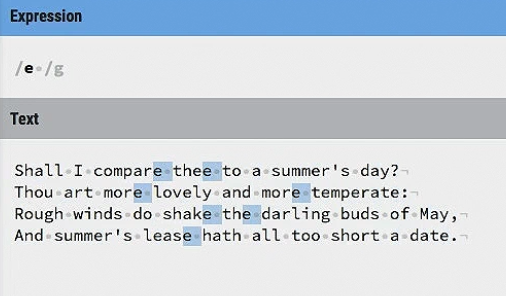 Expression
/e /g
Text
Shall I compare thee to a summer's day?
Thou art more lovely and more temperate:
Rough winds do shake the darling buds of May,
And summer's lease hath all too short a date.